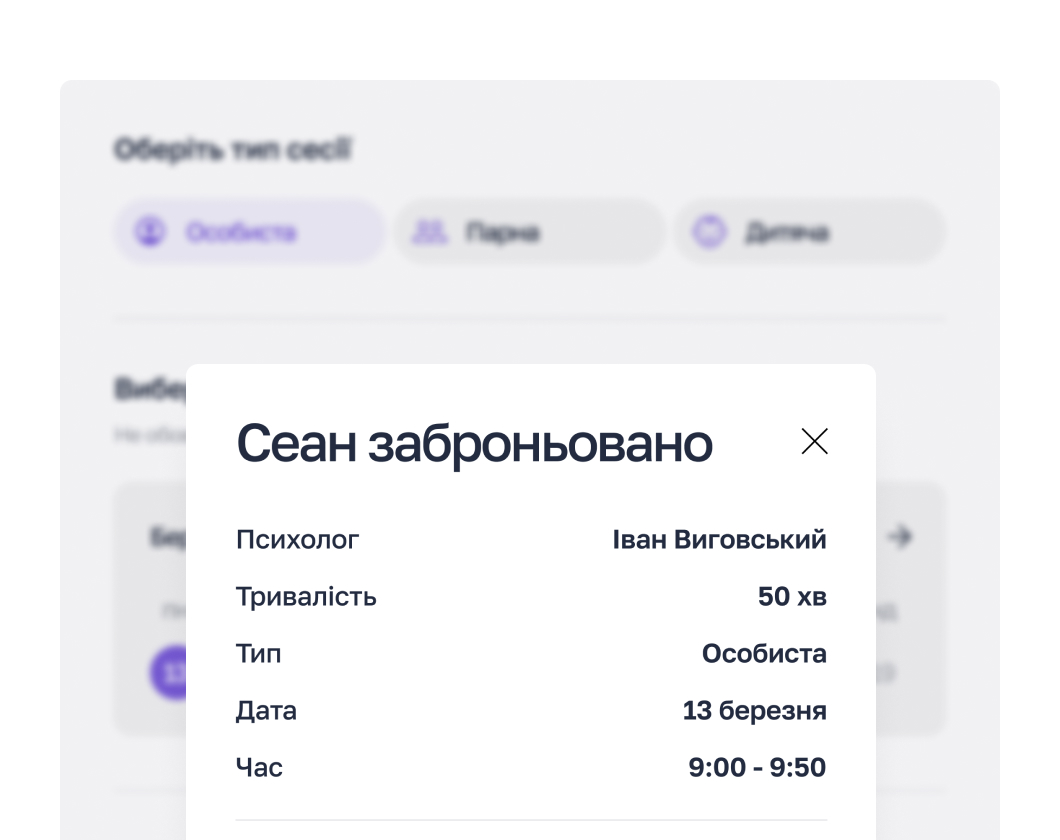 Оберіть тип сесії
Особиста Парна Дитяча
Сеан заброньовано
Психолог Іван Виговський
Тривалість 50 хв
Тип Особиста
Дата 13 березня
Час 9:00 - 9:50